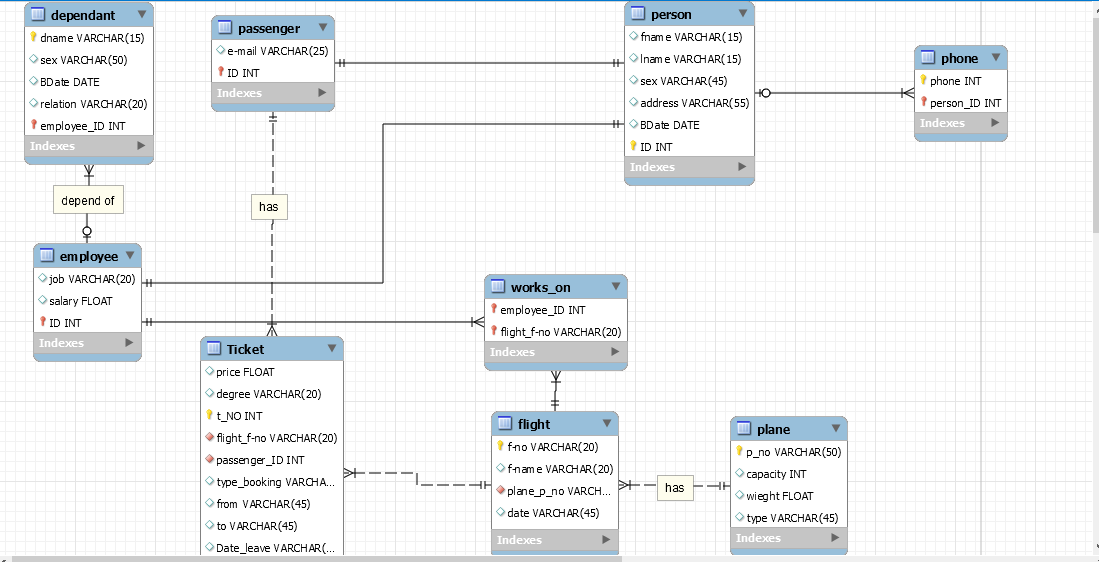 dependant
dname VARCHAR(15)
sex VARCHAR(50)
BDate DATE
relation VARCHAR(20)
employee_ID INT
Indexes
passenger
e-mail VARCHAR(25)
ID INT
Indexes
person
fname VARCHAR(15)
lname VARCHAR(15)
sex VARCHAR(45)
address VARCHAR(55)
BDate DATE
ID INT
Indexes
phone
phone INT
person_ID INT
Indexes
depend of
has
employee
job VARCHAR(20)
salary FLOAT
ID INT
Indexes
works_on
employee_ID INT
flight_f-no VARCHAR(20)
Indexes
Ticket
price FLOAT
degree VARCHAR(20)
t_NO INT
flight_f-no VARCHAR(20)
passenger_ID INT
type_booking VARCHA...
from VARCHAR(45)
to VARCHAR(45)
Date_leave VARCHAR(...
flight
f-no VARCHAR(20)
f-name VARCHAR(20)
plane_p_no VARCH...
date VARCHAR(45)
Indexes
has
plane
p_no VARCHAR(50)
capacity INT
wieght FLOAT
type VARCHAR(45)
Indexes